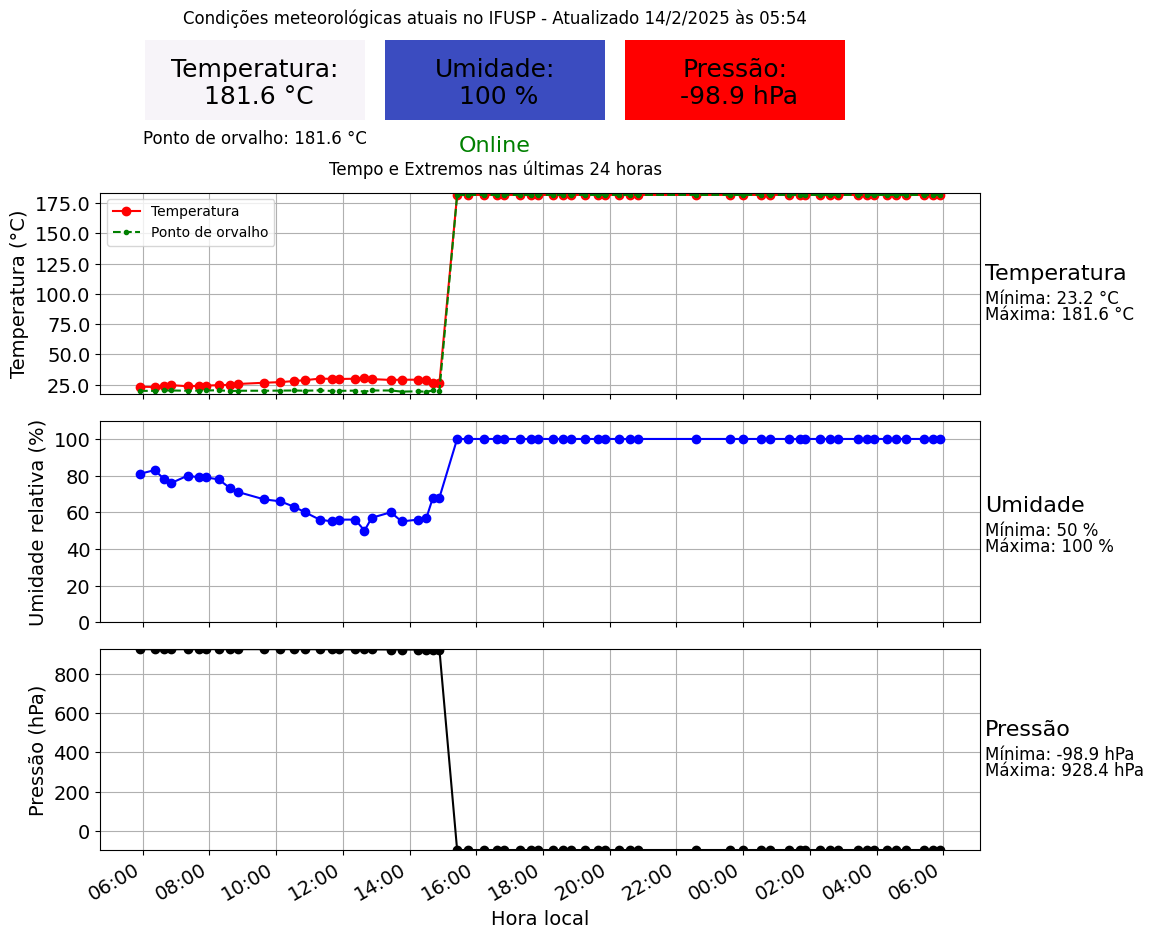 Condições meteorológicas atuais no IFUSP - Atualizado 14/2/2025 às 05:54
Temperatura:
181.6 °C
Umidade:
100 %
Pressão:
-98.9 hPa
Ponto de orvalho: 181.6 °C
Online
Tempo e Extremos nas últimas 24 horas
Temperatura (°C)
175.0
150.0
125.0
100.0
75.0
50.0
25.0
Temperatura
Ponto de orvalho
Temperatura
Mínima: 23.2 °C
Máxima: 181.6 °C
Umidade relativa (%)
100
80
60
40
20
0
Umidade
Mínima: 50 %
Máxima: 100 %
Pressão (hPa)
800
600
400
200
0
Pressão
Mínima: -98.9 hPa
Máxima: 928.4 hPa
06:00 08:00 10:00 12:00 14:00 16:00 18:00 20:00 22:00 00:00 02:00 04:00 06:00
Hora local